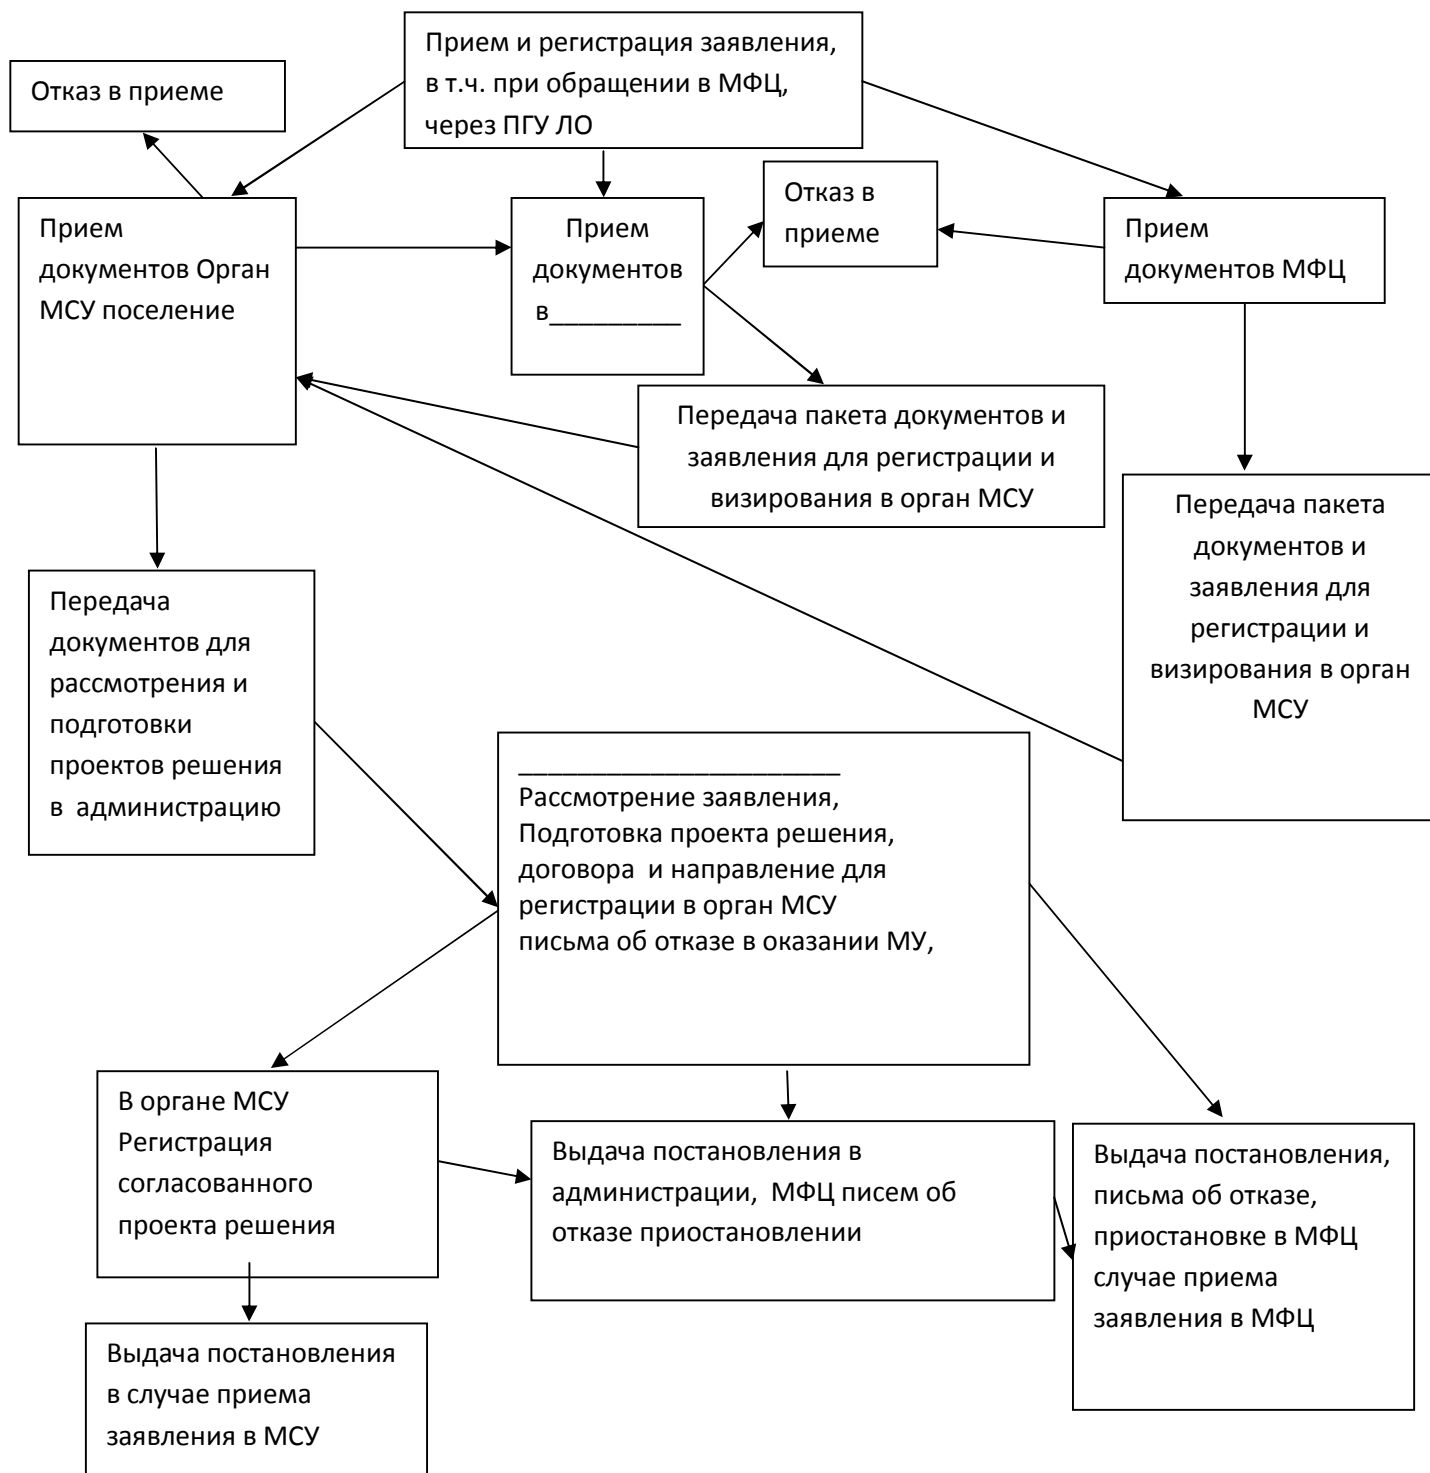 Прием и регистрация заявления,
в т.ч. при обращении в МФЦ,
через ПГУ ЛО
Отказ в приеме
Прием
документов Орган
МСУ поселение
Прием
документов
в_________
Отказ в
приеме
Прием
документов МФЦ
Передача пакета документов и
заявления для регистрации и
визирования в орган МСУ
Передача пакета
документов и
заявления для
регистрации и
визирования в орган
МСУ
Передача
документов для
рассмотрения и
подготовки
проектов решения
в  администрацию
______________________
Рассмотрение заявления,
Подготовка проекта решения,
договора  и направление для
регистрации в орган МСУ
письма об отказе в оказании МУ,
В органе МСУ
Регистрация
согласованного
проекта решения
Выдача постановления в
администрации,  МФЦ писем об
отказе приостановлении
Выдача постановления,
письма об отказе,
приостановке в МФЦ
случае приема
заявления в МФЦ
Выдача постановления
в случае приема
заявления в МСУ